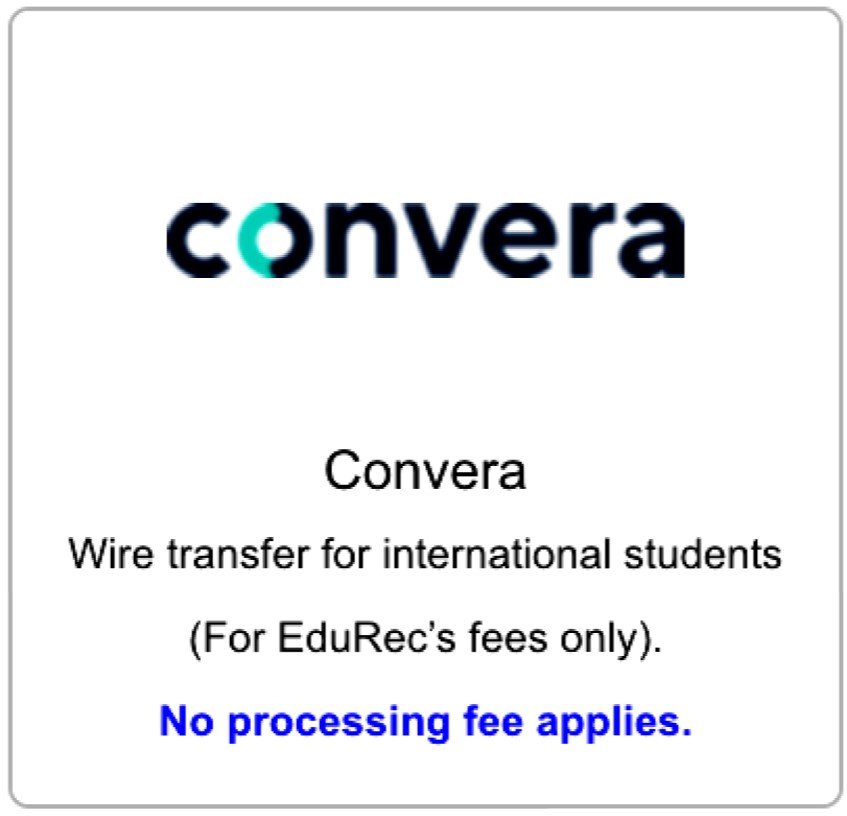 convera
Convera
Wire transfer for international students
(For EduRec’s fees only).
No processing fee applies.